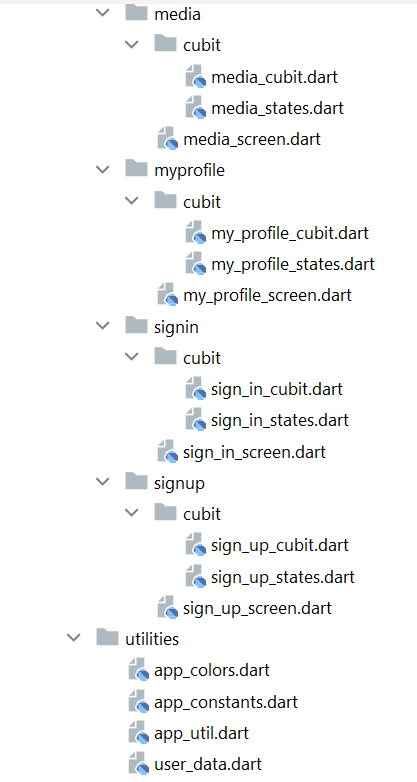 media
cubit
media_cubit.dart
media_states.dart
media_screen.dart
myprofile
cubit
my_profile_cubit.dart
my_profile_states.dart
my_profile_screen.dart
signin
cubit
sign_in_cubit.dart
sign_in_states.dart
sign_in_screen.dart
signup
cubit
sign_up_cubit.dart
sign_up_states.dart
sign_up_screen.dart
utilities
app_colors.dart
app_constants.dart
app_util.dart
user_data.dart